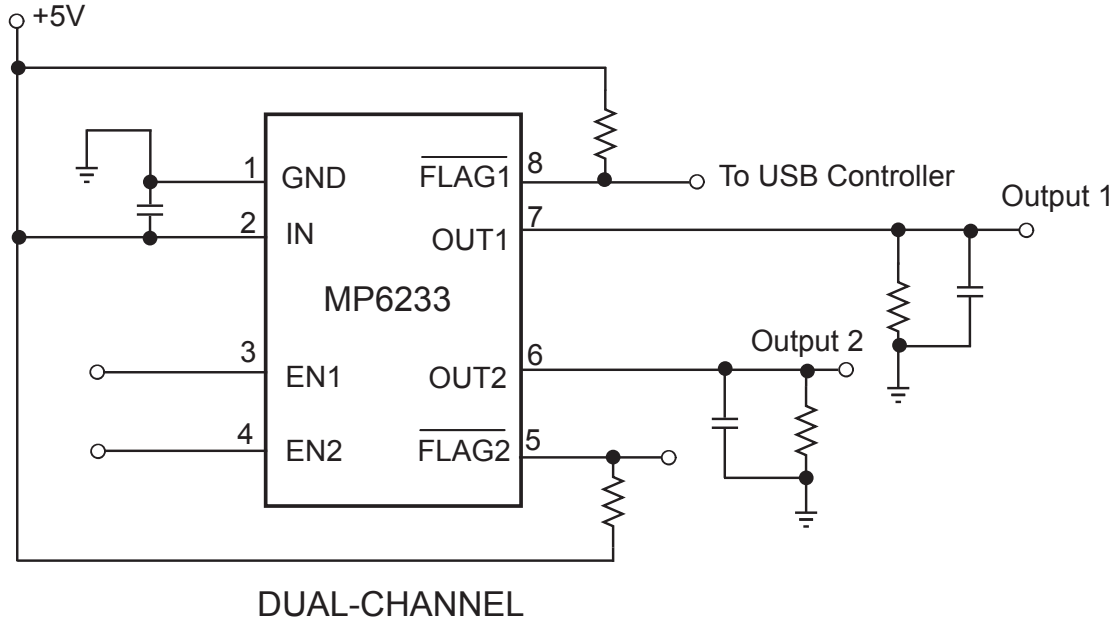 +5V
1
GND
FLAG1
8
To USB Controller
Output 1
2
IN
OUT1
7
MP6233
3
EN1
OUT2
6
Output 2
4
EN2
FLAG2
5
DUAL-CHANNEL